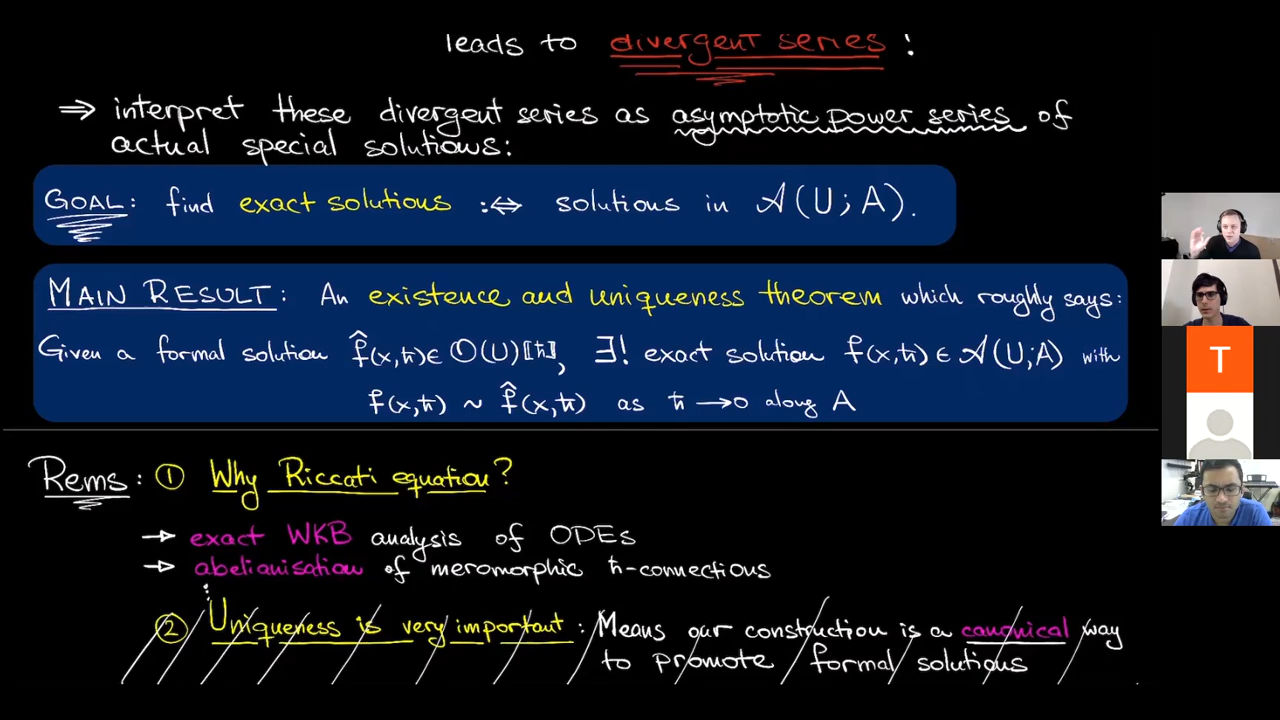 leads to divergent series !
⇒ interpret these divergent series as asymptotic power series of
actual special solutions:
GOAL: find exact solutions :⇔ solutions in 𝒜(U; A).
MAIN RESULT: An existence and uniqueness theorem which roughly says:
Given a formal solution f̂(x,ħ) ∈ 𝒪(U)⟦ħ⟧, ∃! exact solution f(x,ħ) ∈ 𝒜(U;A) with
f(x,ħ) ~ f̂(x,ħ) as ħ → 0 along A
Rems: ① Why Riccati equation?
→ exact WKB analysis of ODEs
→ abelianisation of meromorphic ħ-connections
⋮
② Uniqueness is very important: Means our construction is a canonical way
to promote formal solutions
T